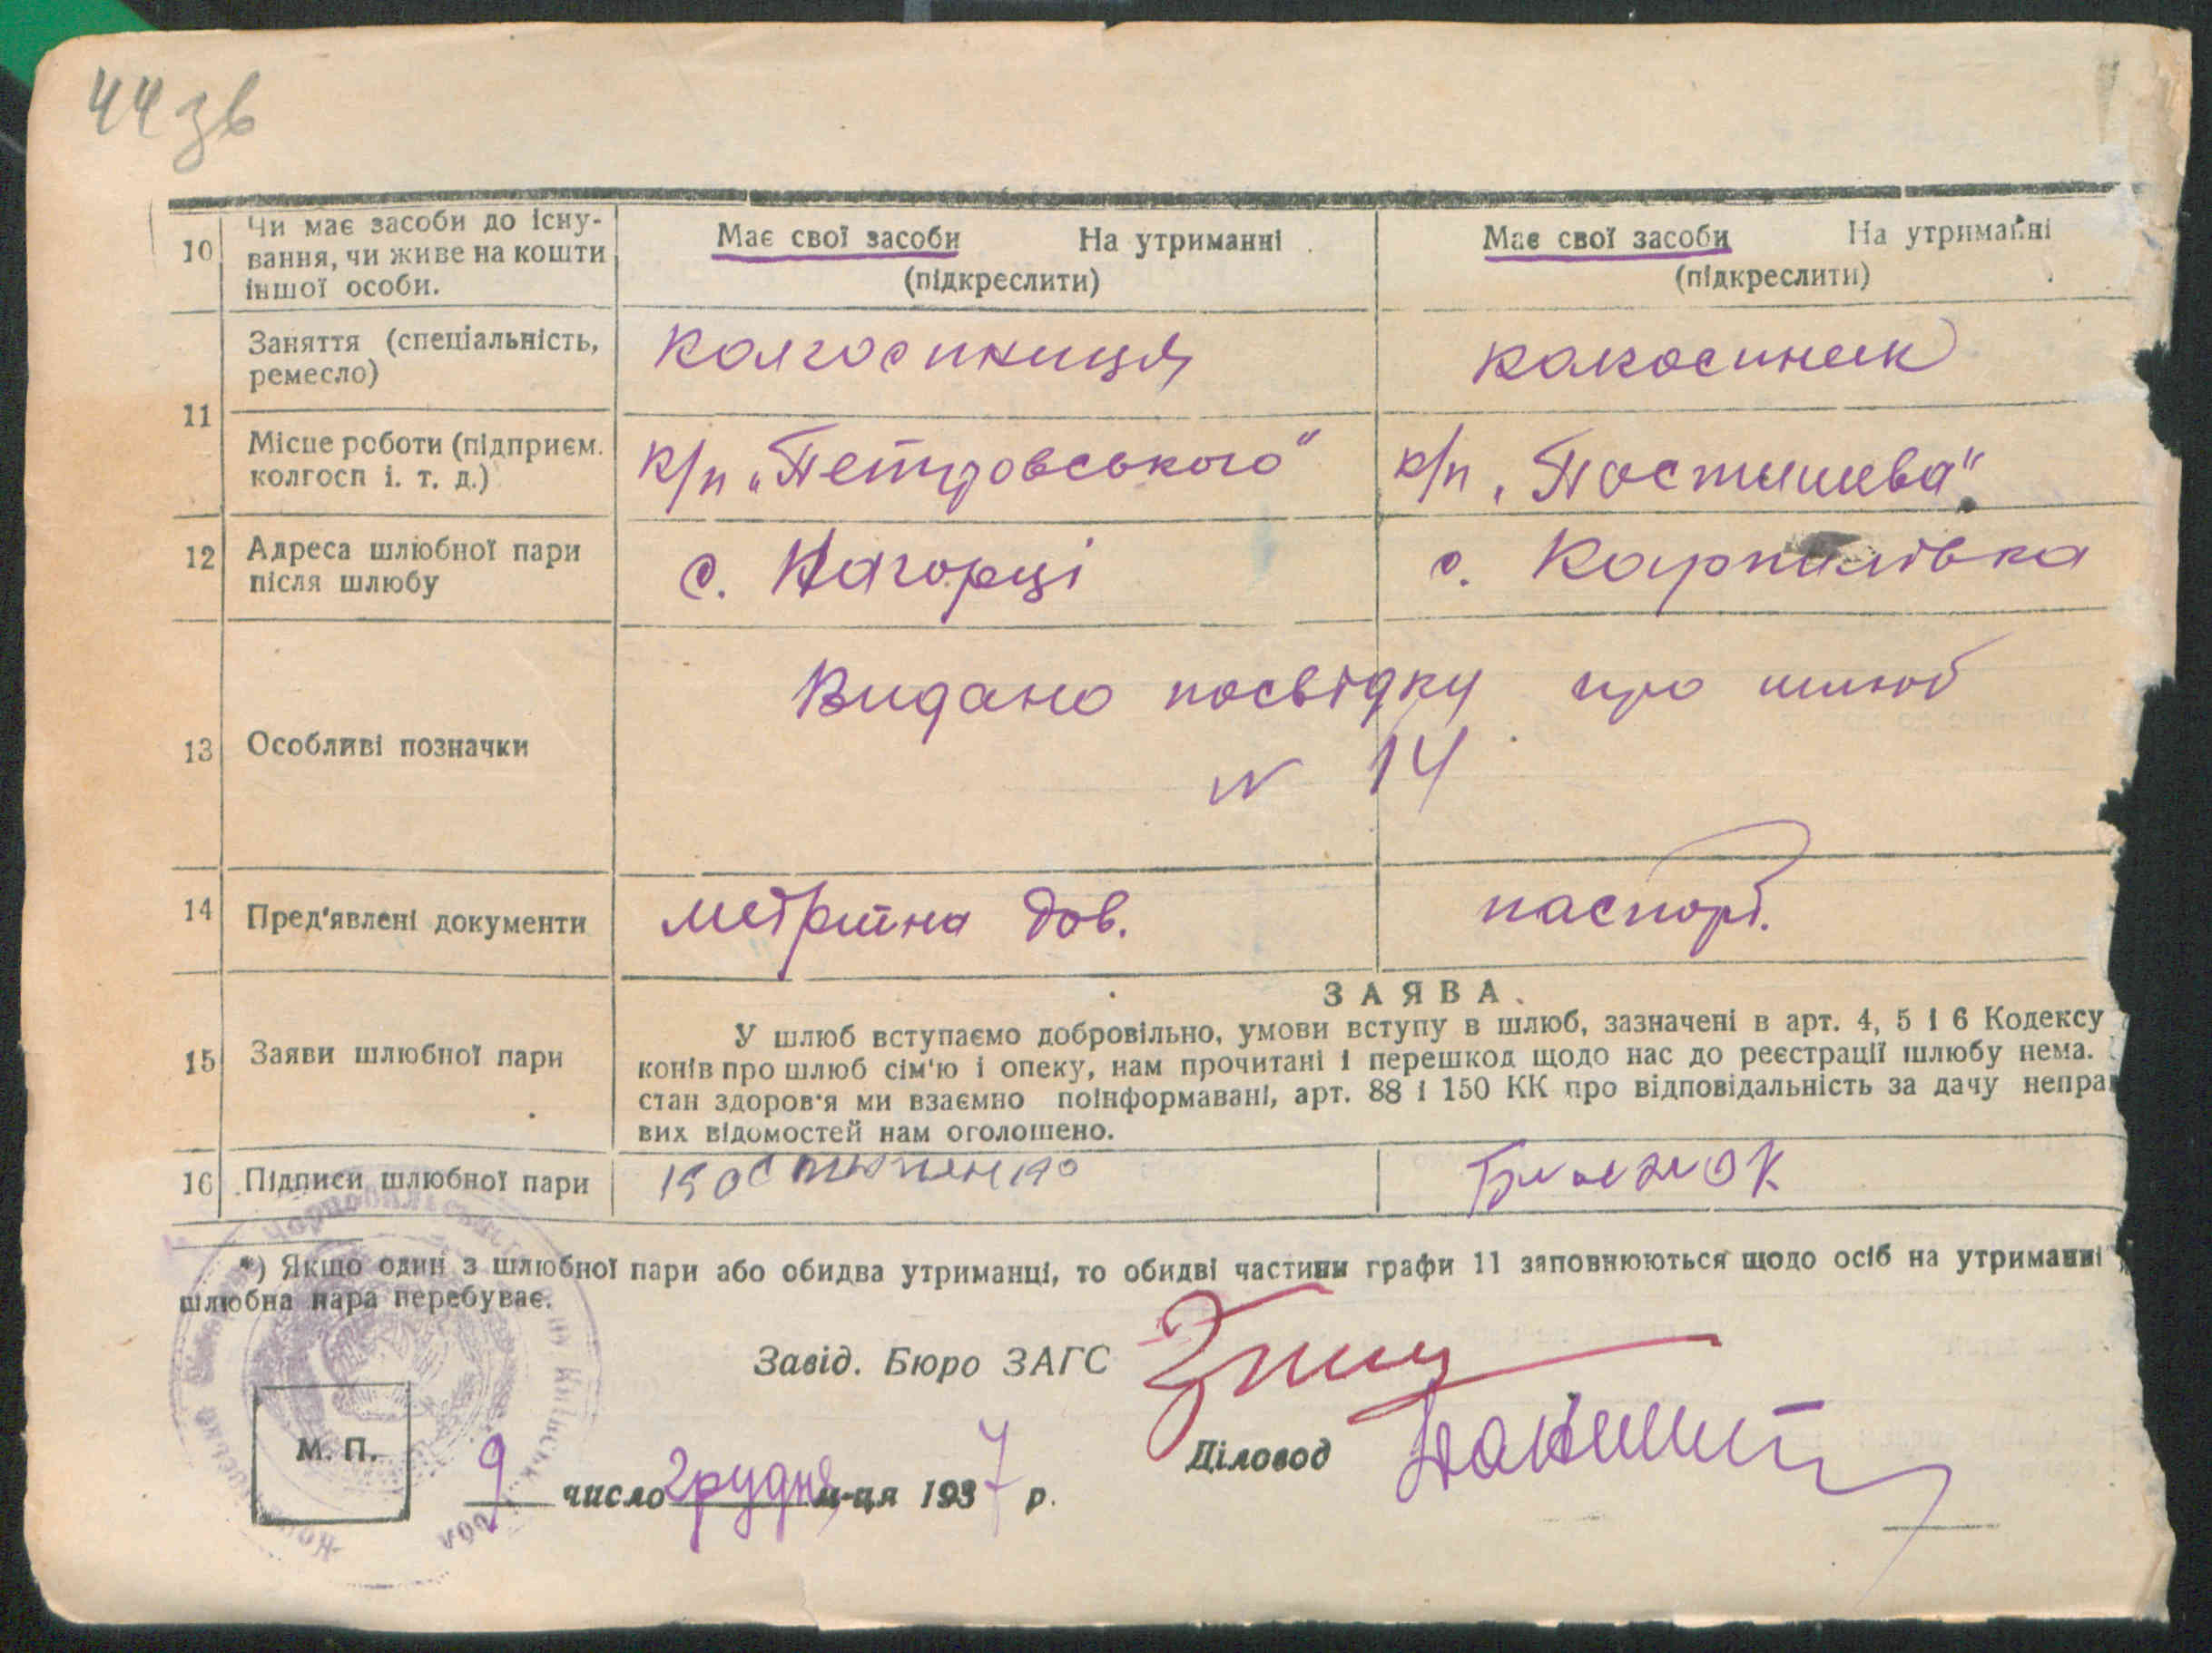 44 зв
10 Чи має засоби до існу-
вання, чи живе на кошти
іншої особи.
Має свої засоби На утриманні
(підкреслити)
Має свої засоби На утриманні
(підкреслити)
11 Заняття (спеціальність,
ремесло)
колгоспниця
колгоспник
Місце роботи (підприєм.
колгосп і. т. д.)
к/п „Петровського"
к/п „Постишева"
12 Адреса шлюбної пари
після шлюбу
с. Нагорці
с. Карпилівка
13 Особливі позначки
Видано посвідку про шлюб
№ 14
14 Пред'явлені документи
метрична дов.
паспорт.
15 Заяви шлюбної пари
ЗАЯВА.
У шлюб вступаємо добровільно, умови вступу в шлюб, зазначені в арт. 4, 5 і 6 Кодексу
конів про шлюб сім'ю і опеку, нам прочитані і перешкод щодо нас до реєстрації шлюбу нема.
стан здоров'я ми взаємно поінформавані, арт. 88 і 150 КК про відповідальність за дачу неправ
вих відомостей нам оголошено.
16 Підписи шлюбної пари
*) Якщо один з шлюбної пари або обидва утриманці, то обидві частини графи 11 заповнюються щодо осіб на утриманні
шлюбна пара перебуває.
Завід. Бюро ЗАГС
Діловод
М. П.
9 число грудня м-ця 1937 р.